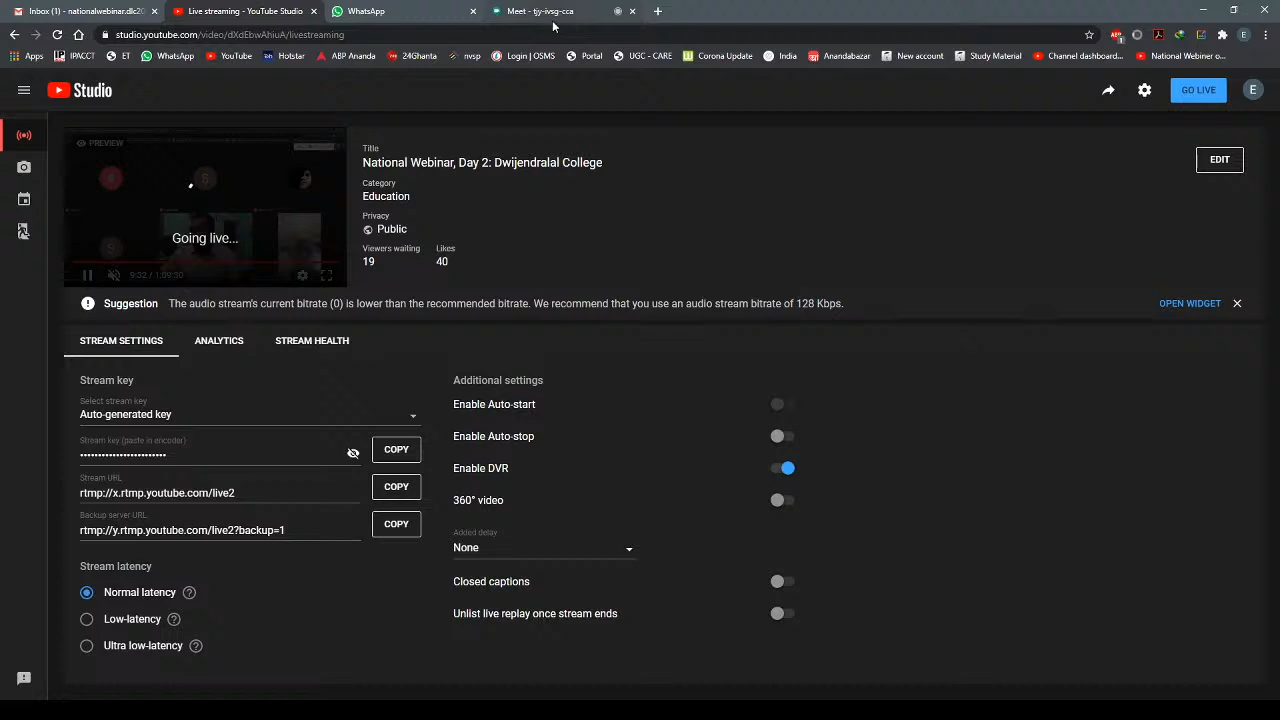 Inbox (1) - nationalwebinar.dlc20
Live streaming - YouTube Studio
WhatsApp
Meet - tjy-ivsg-cca
studio.youtube.com/video/dXdEbwAhiuA/livestreaming
Apps
IPACCT
ET
WhatsApp
YouTube
Hotstar
ABP Ananda
24Ghanta
nvsp
Login | OSMS
Portal
UGC - CARE
Corona Update
India
Anandabazar
New account
Study Material
Channel dashboard...
National Webinar o...
Studio
GO LIVE
E
PREVIEW
Going live...
9:32 / 1:09:30
Title
National Webinar, Day 2: Dwijendralal College
EDIT
Category
Education
Privacy
Public
Viewers waiting
Likes
19
40
Suggestion
The audio stream's current bitrate (0) is lower than the recommended bitrate. We recommend that you use an audio stream bitrate of 128 Kbps.
OPEN WIDGET
STREAM SETTINGS
ANALYTICS
STREAM HEALTH
Stream key
Select stream key
Auto-generated key
Stream key (paste in encoder)
••••••••••••••••••••••••
COPY
Stream URL
rtmp://x.rtmp.youtube.com/live2
COPY
Backup server URL
rtmp://y.rtmp.youtube.com/live2?backup=1
COPY
Stream latency
Normal latency
Low-latency
Ultra low-latency
Additional settings
Enable Auto-start
Enable Auto-stop
Enable DVR
360° video
Added delay
None
Closed captions
Unlist live replay once stream ends